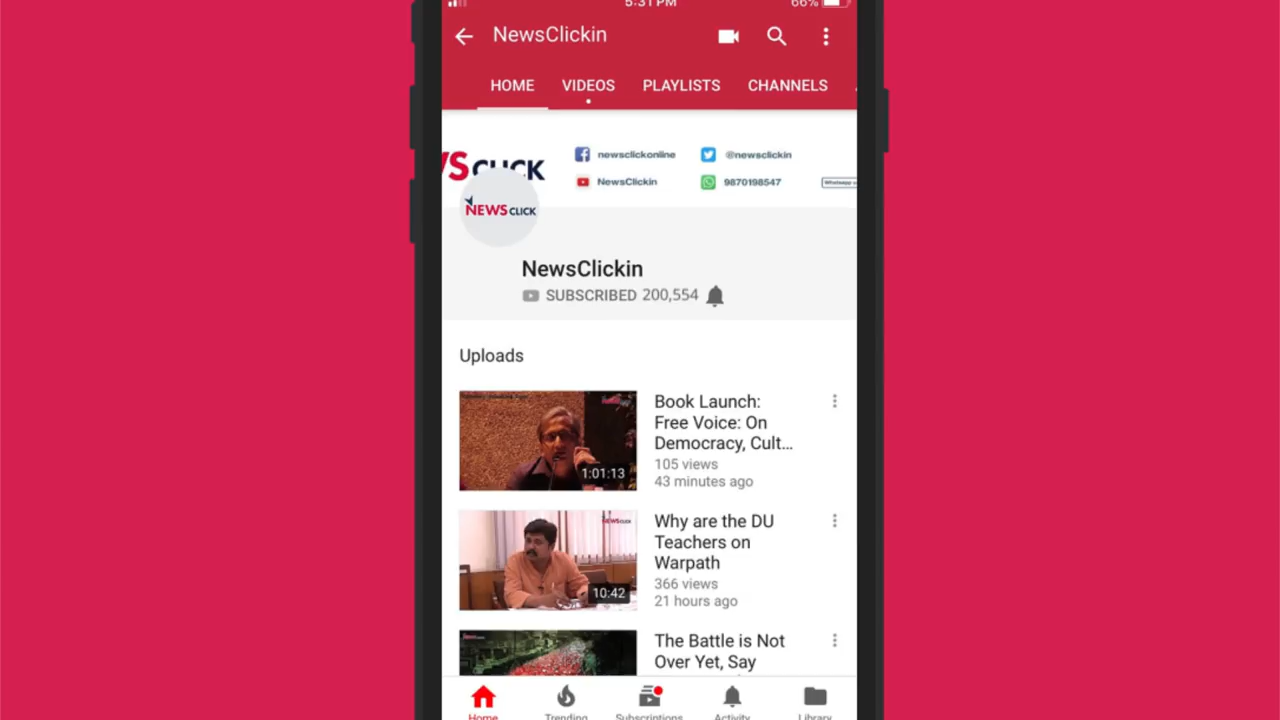 5:31 PM
66%
NewsClickin
HOME VIDEOS PLAYLISTS CHANNELS
CLICK
newsclickonline @newsclickin
NewsClickin 9870198547
Whatsapp
NEWSCLICK
NewsClickin
SUBSCRIBED 200,554
Uploads
Book Launch:
Free Voice: On
Democracy, Cult...
105 views
43 minutes ago
1:01:13
Why are the DU
Teachers on
Warpath
366 views
21 hours ago
NEWSCLICK
10:42
The Battle is Not
Over Yet, Say
Home Trending Subscriptions Activity Library